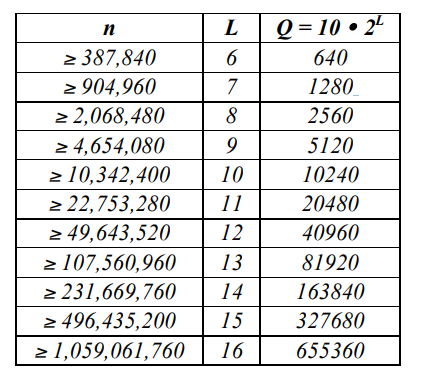 n L Q = 10 • 2^L
≥ 387,840 6 640
≥ 904,960 7 1280
≥ 2,068,480 8 2560
≥ 4,654,080 9 5120
≥ 10,342,400 10 10240
≥ 22,753,280 11 20480
≥ 49,643,520 12 40960
≥ 107,560,960 13 81920
≥ 231,669,760 14 163840
≥ 496,435,200 15 327680
≥ 1,059,061,760 16 655360